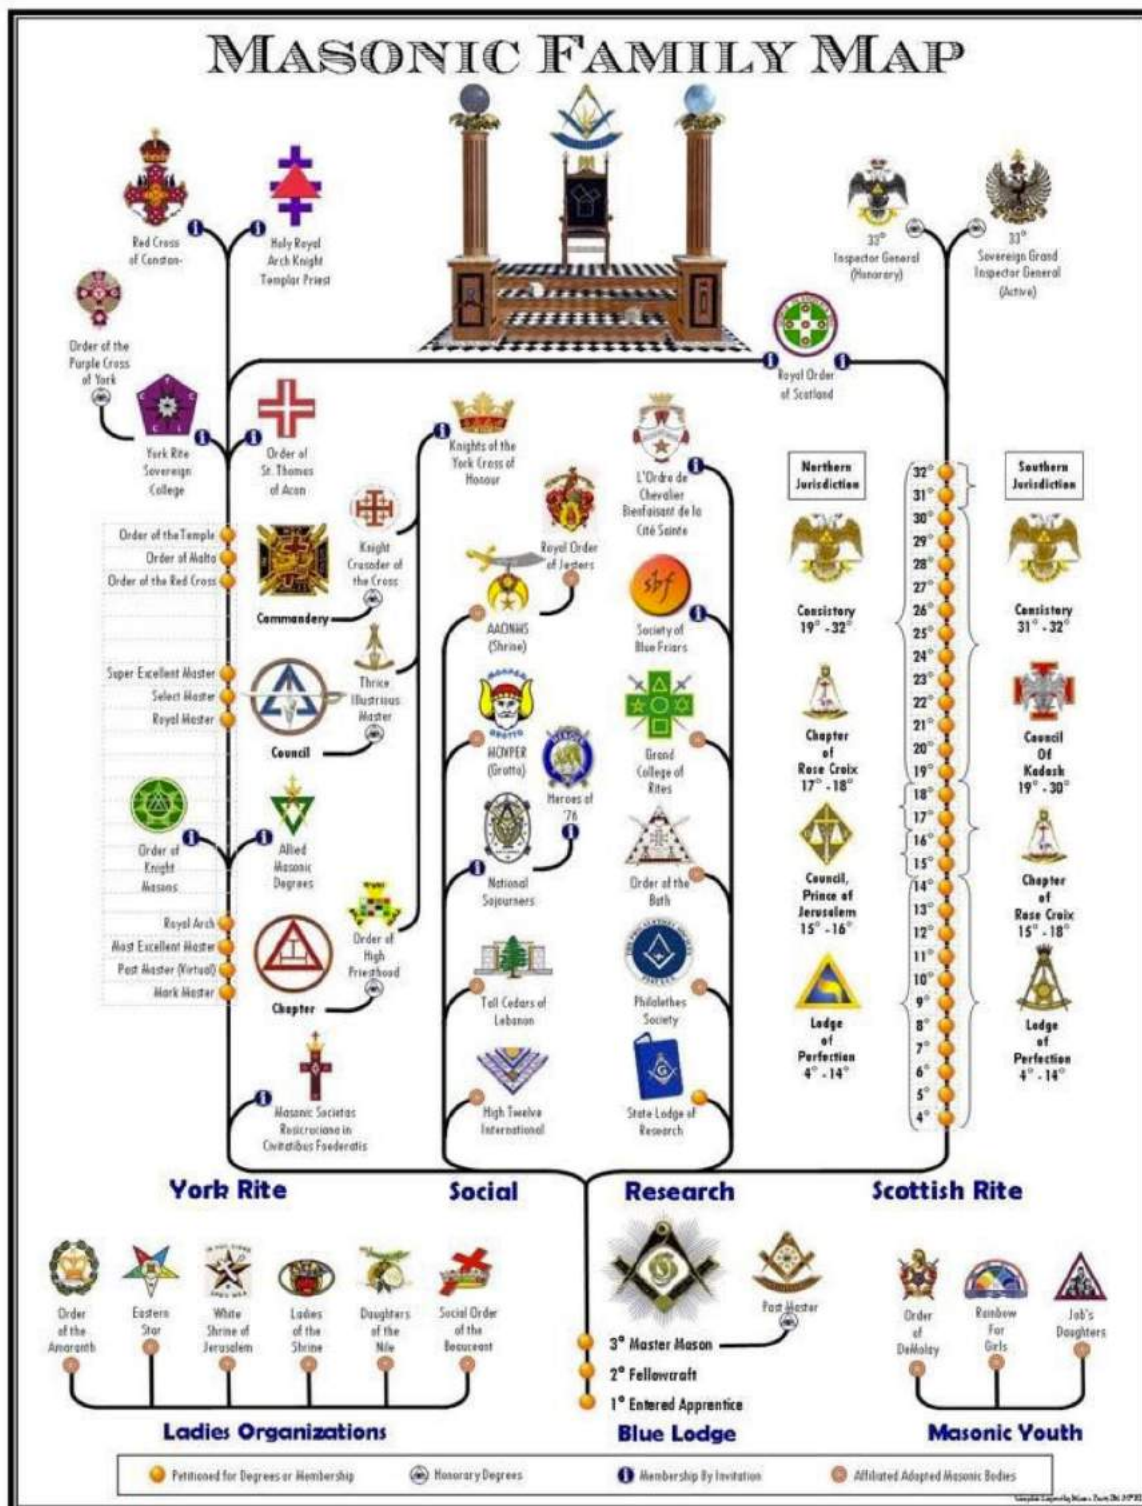 MASONIC FAMILY MAP
Red Cross
of Constan-
Holy Royal
Arch Knight
Templar Priest
33°
Inspector General
(Honorary)
33°
Sovereign Grand
Inspector General
(Active)
Order of the
Purple Cross
of York
Royal Order
of Scotland
York Rite
Sovereign
College
Order of
St. Thomas
of Acon
Knights of the
York Cross of
Honour
L'Ordre de
Chevalier
Bienfaisant de la
Cité Sainte
Order of the Temple
Order of Malta
Order of the Red Cross
Commandery
Knight
Crusader of
the Cross
Royal Order
of Jesters
AAONMS
(Shrine)
sbf
Society of
Blue Friars
Super Excellent Master
Select Master
Royal Master
Council
Thrice
Illustrious
Master
MOVPER
(Grotto)
Heroes of
'76
Grand
College of
Rites
Order of
Knight
Masons
Allied
Masonic
Degrees
National
Sojourners
Order of the
Bath
Royal Arch
Most Excellent Master
Past Master (Virtual)
Mark Master
Chapter
Order of
High
Priesthood
Tall Cedars of
Lebanon
Philalethes
Society
Masonic Societas
Rosicruciana in
Civitatibus Foederatis
High Twelve
International
G
State Lodge of
Research
Northern
Jurisdiction
Consistory
19° - 32°
Chapter
of
Rose Croix
17° - 18°
Council,
Prince of
Jerusalem
15° - 16°
Lodge
of
Perfection
4° - 14°
32°
31°
30°
29°
28°
27°
26°
25°
24°
23°
22°
21°
20°
19°
18°
17°
16°
15°
14°
13°
12°
11°
10°
9°
8°
7°
6°
5°
4°
Southern
Jurisdiction
Consistory
31° - 32°
Council
Of
Kadash
19° - 30°
Chapter
of
Rose Croix
15° - 18°
Lodge
of
Perfection
4° - 14°
York Rite
Social
Research
Scottish Rite
Order
of the
Amaranth
Eastern
Star
White
Shrine of
Jerusalem
Ladies
of the
Shrine
Daughters
of the
Nile
Social Order
of the
Beauceant
Ladies Organizations
Past Master
3° Master Mason
2° Fellowcraft
1° Entered Apprentice
Blue Lodge
Order
of
DeMolay
Rainbow
For
Girls
Job's
Daughters
Masonic Youth
Petitioned for Degrees or Membership
Honorary Degrees
Membership By Invitation
Affiliated Adopted Masonic Bodies